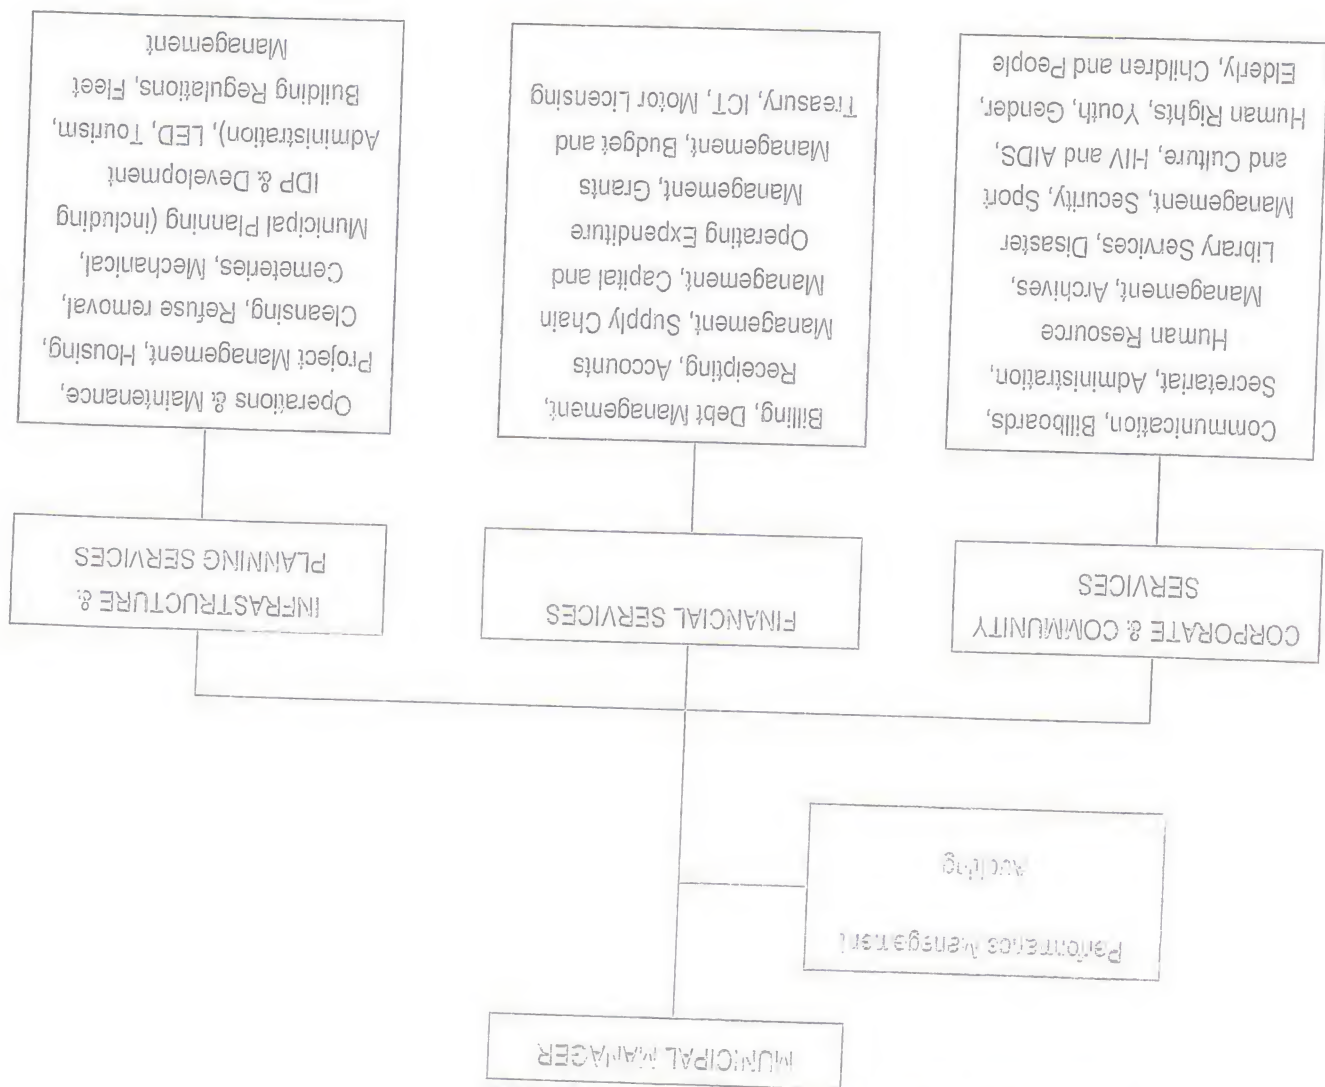 MUNICIPAL MANAGER
Performance Management
Auditing
CORPORATE & COMMUNITY
SERVICES
FINANCIAL SERVICES
INFRASTRUCTURE &
PLANNING SERVICES
Communication, Billboards,
Secretariat, Administration,
Human Resource
Management, Archives,
Library Services, Disaster
Management, Security, Sport
and Culture, HIV and AIDS,
Human Rights, Youth, Gender,
Elderly, Children and People
Billing, Debt Management,
Receipting, Accounts
Management, Supply Chain
Management, Capital and
Operating Expenditure
Management, Grants
Management, Budget and
Treasury, ICT, Motor Licensing
Operations & Maintenance,
Project Management, Housing,
Cleansing, Refuse removal,
Cemeteries, Mechanical,
Municipal Planning (including
IDP & Development
Administration), LED, Tourism,
Building Regulations, Fleet
Management